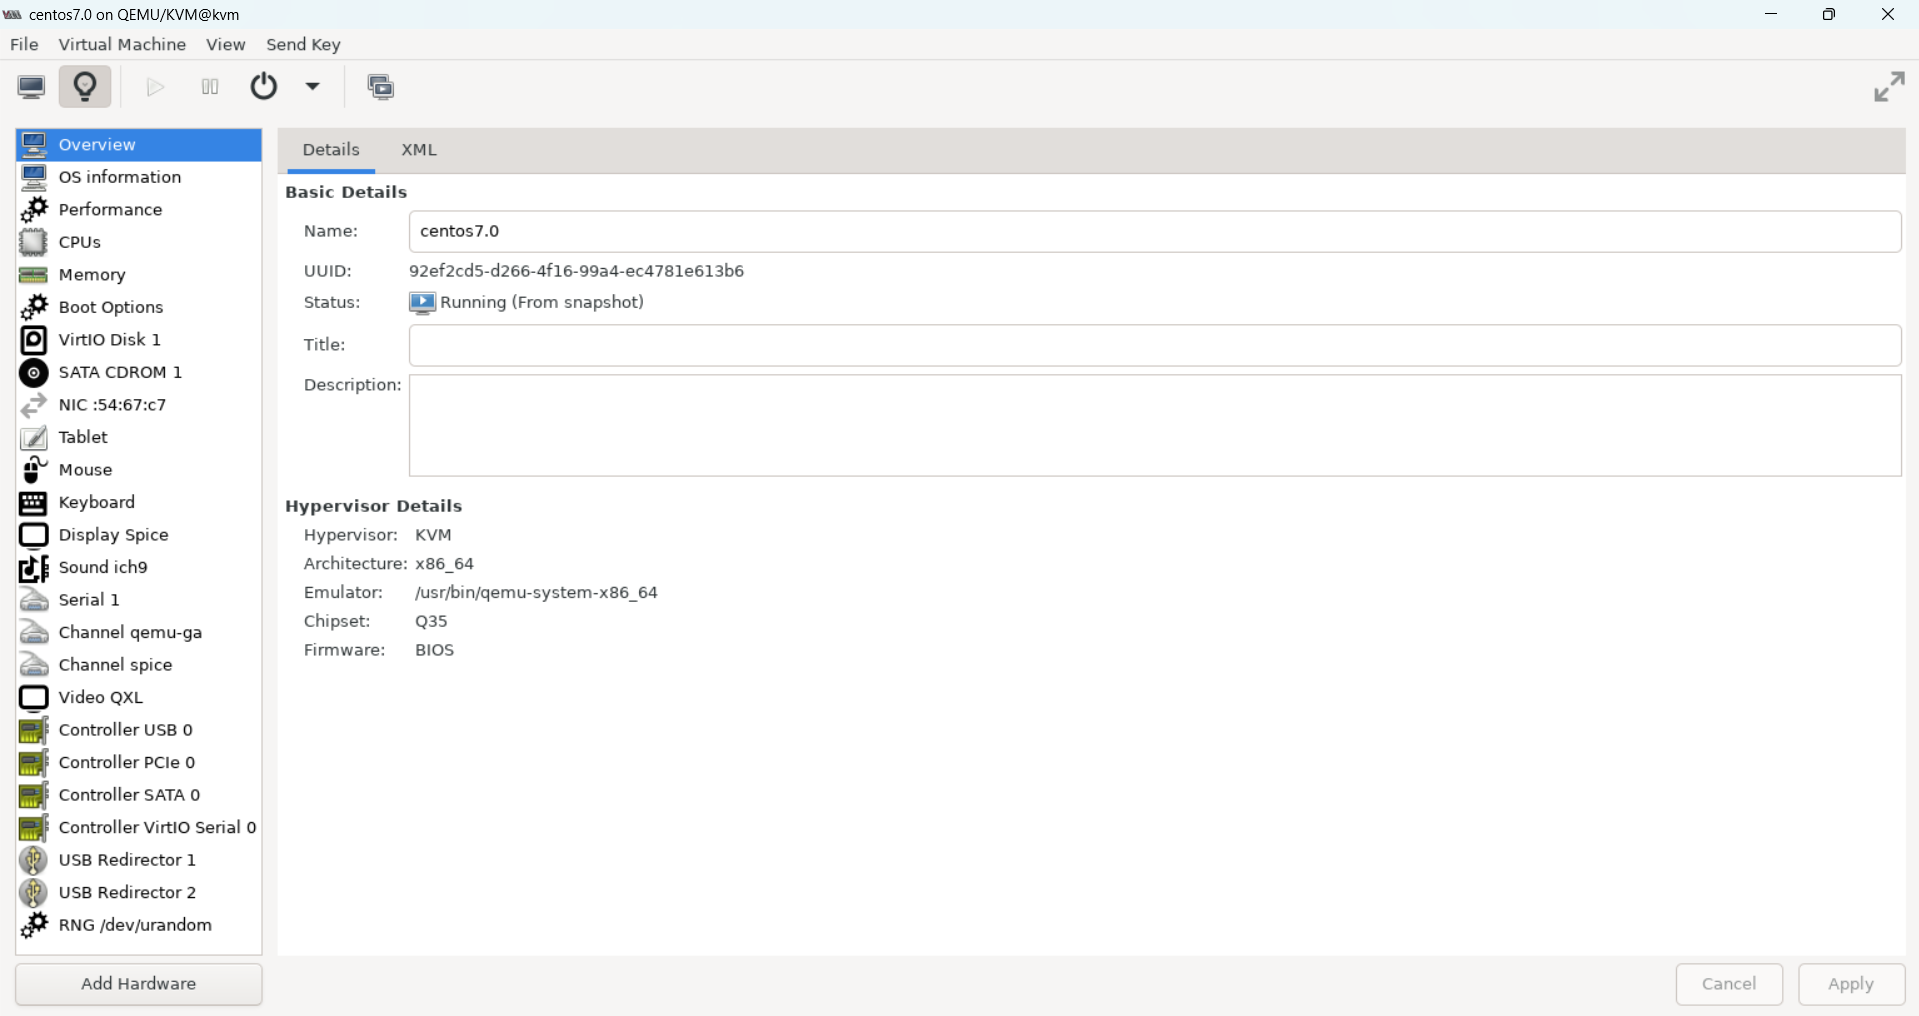 centos7.0 on QEMU/KVM@kvm
File Virtual Machine View Send Key
Overview
OS information
Performance
CPUs
Memory
Boot Options
VirtIO Disk 1
SATA CDROM 1
NIC :54:67:c7
Tablet
Mouse
Keyboard
Display Spice
Sound ich9
Serial 1
Channel qemu-ga
Channel spice
Video QXL
Controller USB 0
Controller PCIe 0
Controller SATA 0
Controller VirtIO Serial 0
USB Redirector 1
USB Redirector 2
RNG /dev/urandom
Add Hardware
Details XML
Basic Details
Name: centos7.0
UUID: 92ef2cd5-d266-4f16-99a4-ec4781e613b6
Status: Running (From snapshot)
Title:
Description:
Hypervisor Details
Hypervisor: KVM
Architecture: x86_64
Emulator: /usr/bin/qemu-system-x86_64
Chipset: Q35
Firmware: BIOS
Cancel Apply